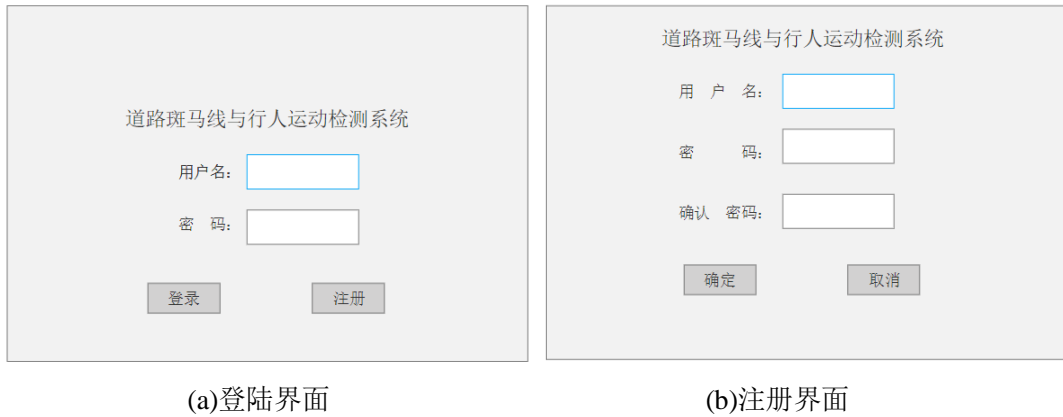 道路斑马线与行人运动检测系统
用户名：
密 码：
登录 注册
(a)登陆界面
道路斑马线与行人运动检测系统
用 户 名：
密 码：
确认 密码：
确定 取消
(b)注册界面